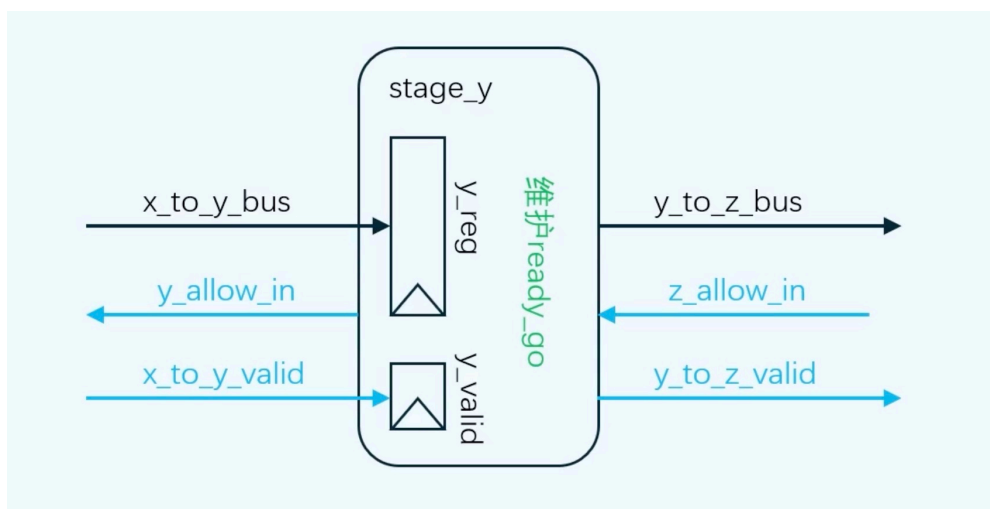 stage_y
x_to_y_bus
y_reg
维护ready_go
y_to_z_bus
y_allow_in
z_allow_in
x_to_y_valid
y_valid
y_to_z_valid